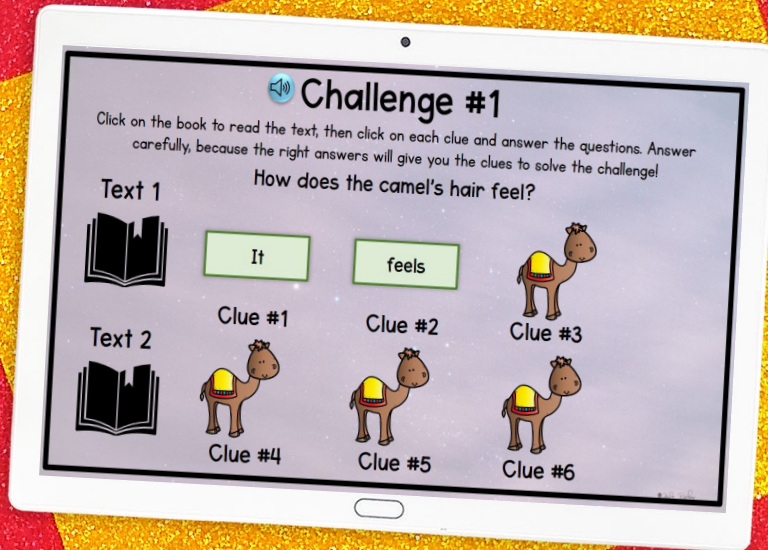 Challenge #1
Click on the book to read the text, then click on each clue and answer the questions. Answer
carefully, because the right answers will give you the clues to solve the challenge!
How does the camel's hair feel?
Text 1
It
feels
Clue #1
Clue #2
Clue #3
Text 2
Clue #4
Clue #5
Clue #6